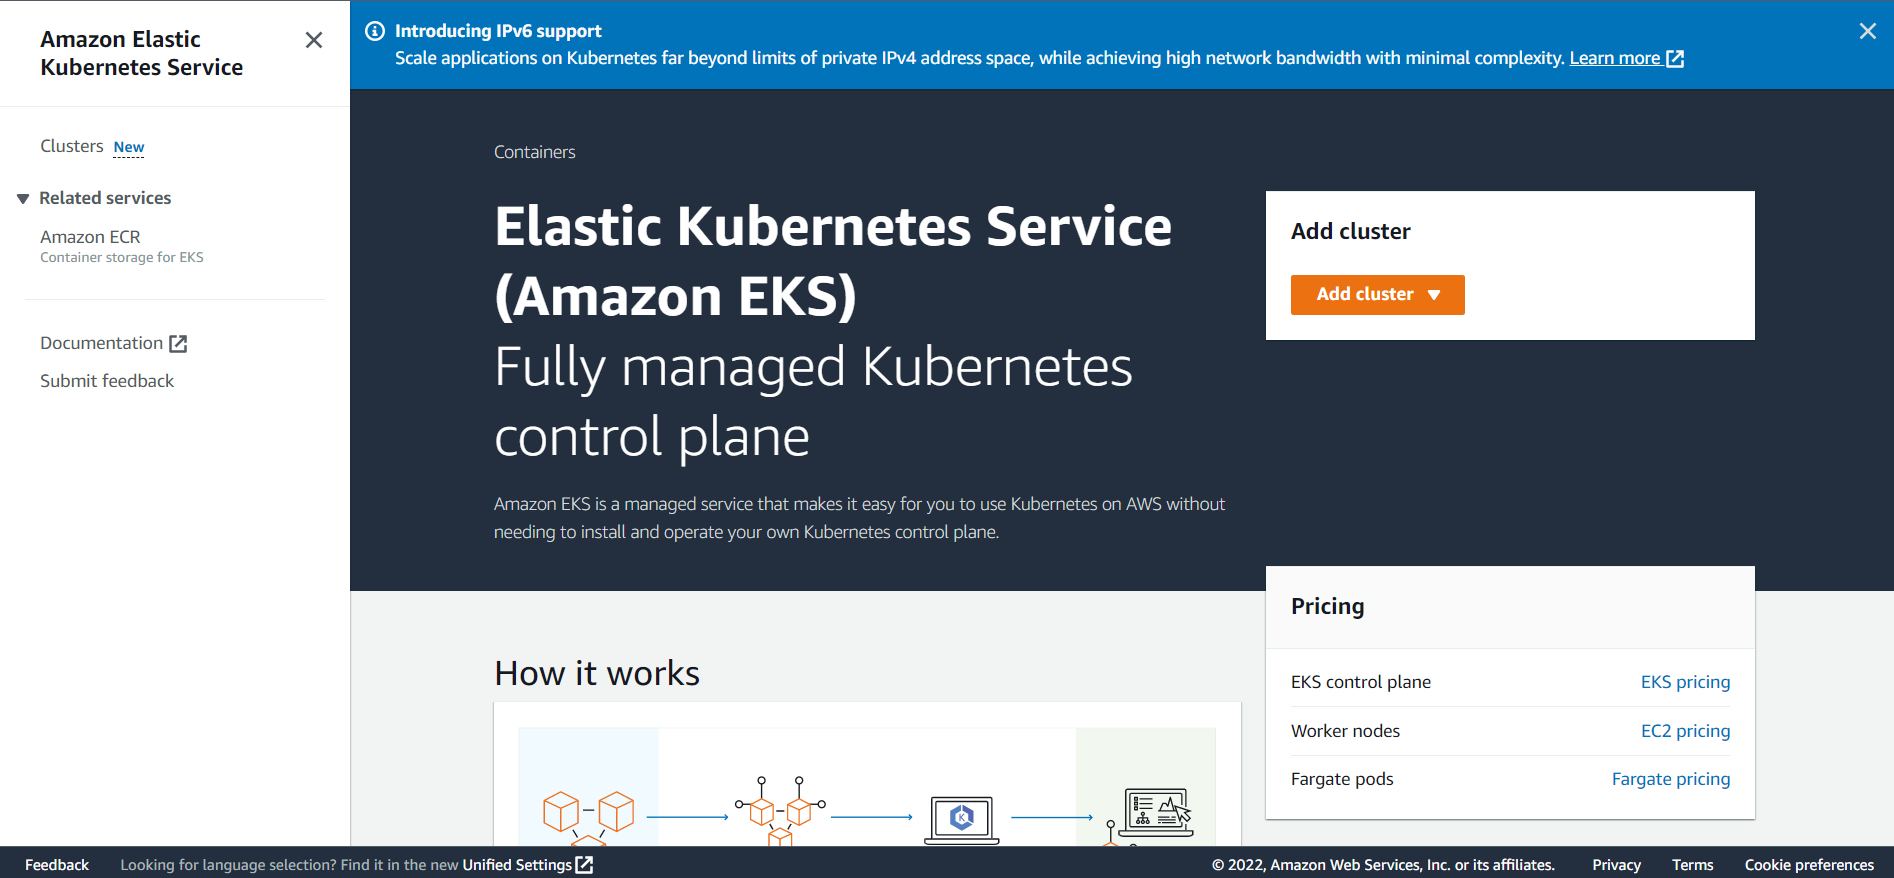 Amazon Elastic
Kubernetes Service
Clusters New
Related services
Amazon ECR
Container storage for EKS
Documentation
Submit feedback
Introducing IPv6 support
Scale applications on Kubernetes far beyond limits of private IPv4 address space, while achieving high network bandwidth with minimal complexity. Learn more
Containers
Elastic Kubernetes Service
(Amazon EKS)
Fully managed Kubernetes
control plane
Amazon EKS is a managed service that makes it easy for you to use Kubernetes on AWS without
needing to install and operate your own Kubernetes control plane.
Add cluster
Add cluster
How it works
K
Pricing
EKS control plane EKS pricing
Worker nodes EC2 pricing
Fargate pods Fargate pricing
Feedback Looking for language selection? Find it in the new Unified Settings © 2022, Amazon Web Services, Inc. or its affiliates. Privacy Terms Cookie preferences